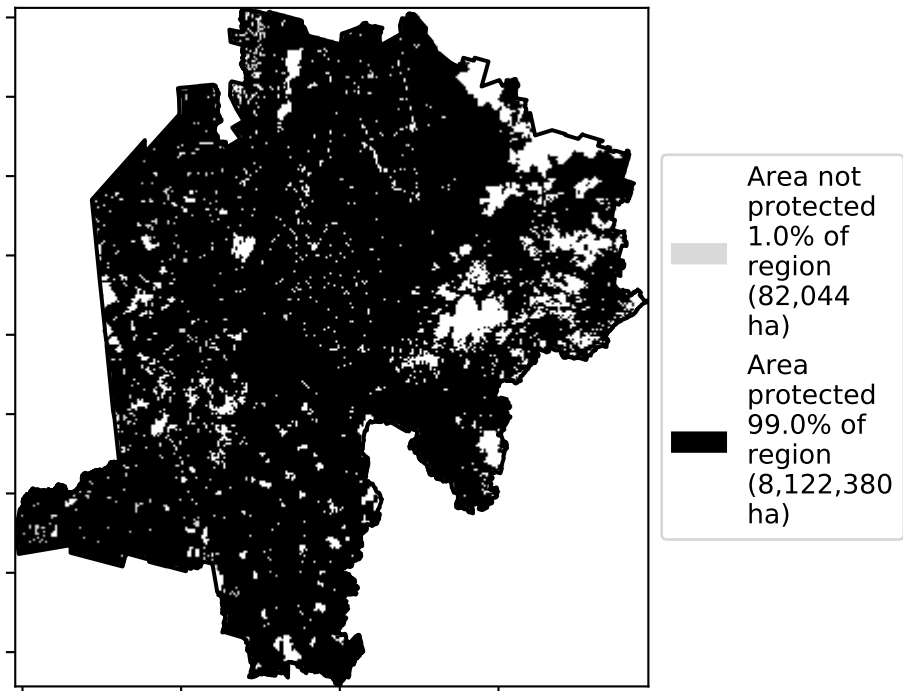 Area not
protected
1.0% of
region
(82,044
ha)
Area
protected
99.0% of
region
(8,122,380
ha)